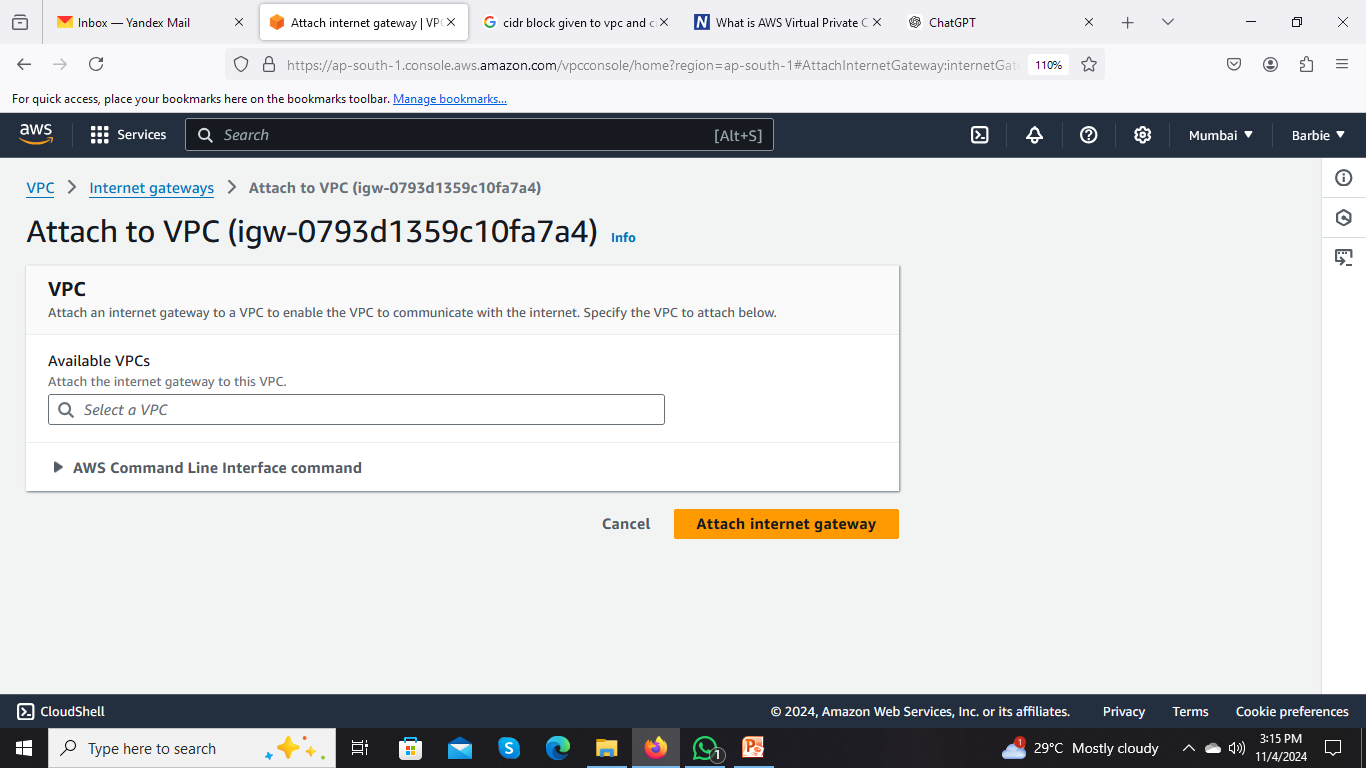 Inbox — Yandex Mail
Attach internet gateway | VPC
cidr block given to vpc and c
What is AWS Virtual Private C
ChatGPT
https://ap-south-1.console.aws.amazon.com/vpcconsole/home?region=ap-south-1#AttachInternetGateway:internetGat
110%
For quick access, place your bookmarks here on the bookmarks toolbar. Manage bookmarks...
aws
Services
Search
[Alt+S]
Mumbai
Barbie
VPC
Internet gateways
Attach to VPC (igw-0793d1359c10fa7a4)
Attach to VPC (igw-0793d1359c10fa7a4)
Info
VPC
Attach an internet gateway to a VPC to enable the VPC to communicate with the internet. Specify the VPC to attach below.
Available VPCs
Attach the internet gateway to this VPC.
Select a VPC
AWS Command Line Interface command
Cancel
Attach internet gateway
CloudShell
© 2024, Amazon Web Services, Inc. or its affiliates.
Privacy
Terms
Cookie preferences
Type here to search
1
1
29°C Mostly cloudy
3:15 PM
11/4/2024